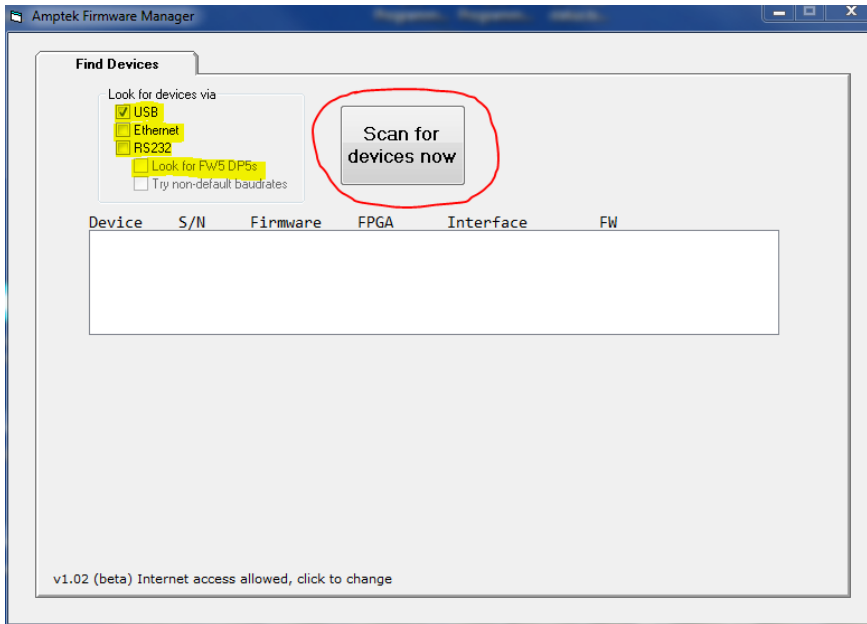 Amptek Firmware Manager
Find Devices
Look for devices via
USB
Ethernet
RS232
Look for FW5 DP5s
Try non-default baudrates
Scan for
devices now
Device S/N Firmware FPGA Interface FW
v1.02 (beta) Internet access allowed, click to change